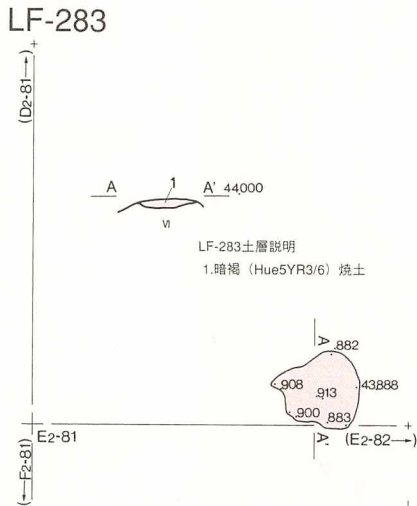 LF-283
(D2-81→)
A 1 A' 44.000
VI
LF-283土層説明
1.暗褐（Hue5YR3/6）焼土
A
.882
.908
.913
43.888
.900
.883
E2-81
A'
(E2-82→)
(←F2-81)